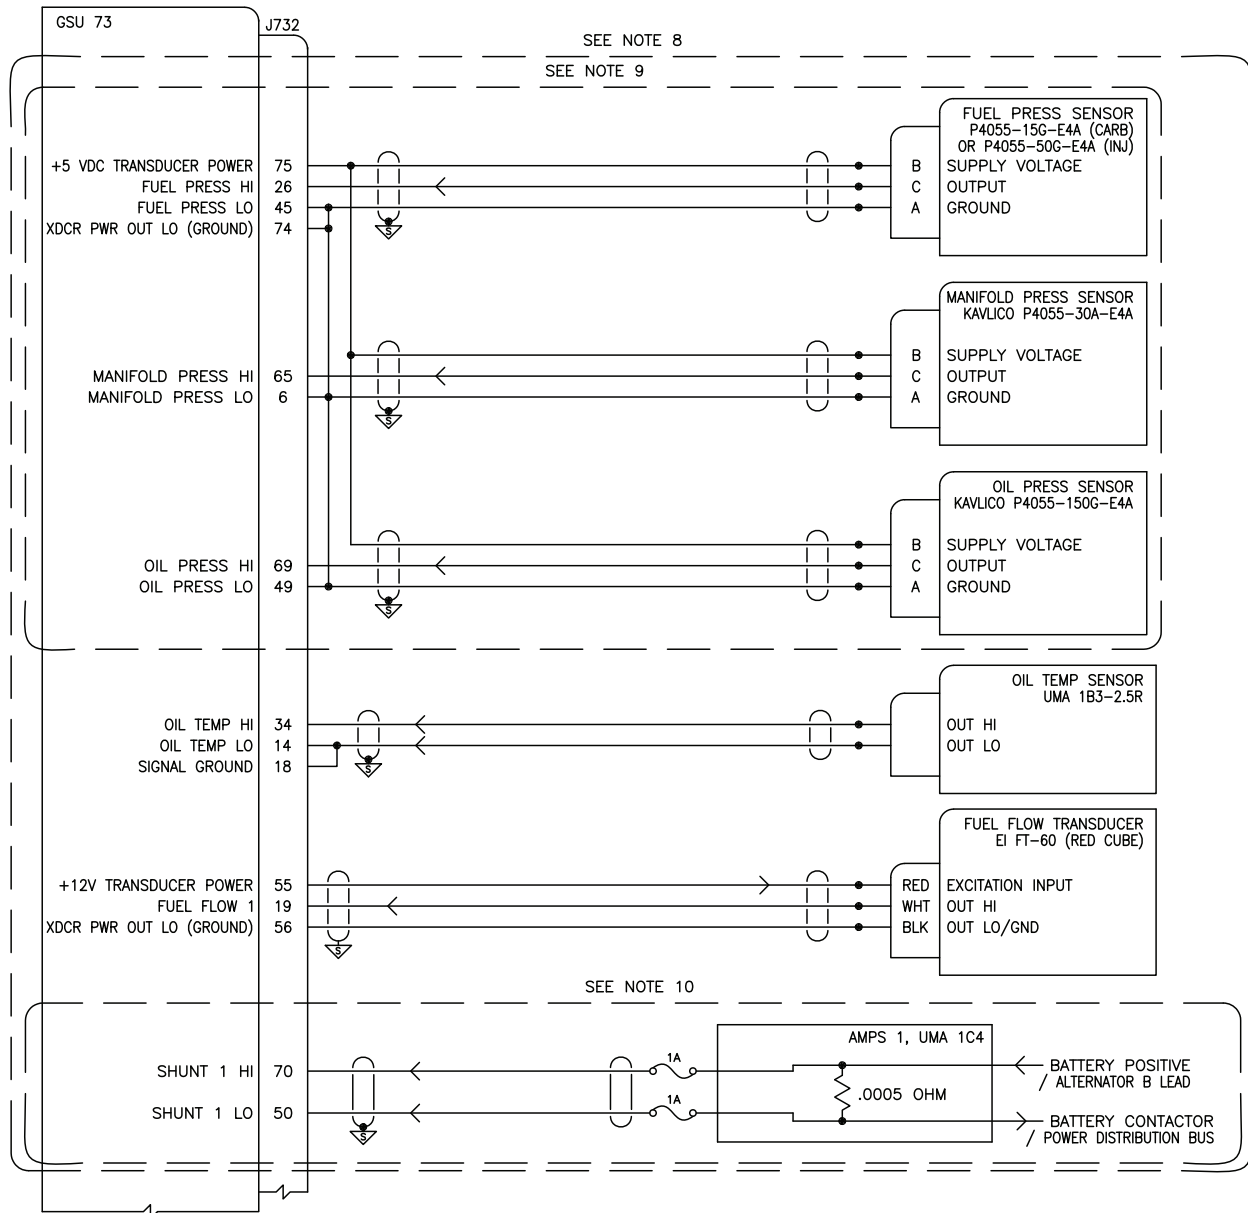 GSU 73
J732
SEE NOTE 8
SEE NOTE 9
FUEL PRESS SENSOR
P4055-15G-E4A (CARB)
OR P4055-50G-E4A (INJ)
+5 VDC TRANSDUCER POWER 75 B SUPPLY VOLTAGE
FUEL PRESS HI 26 C OUTPUT
FUEL PRESS LO 45 A GROUND
XDCR PWR OUT LO (GROUND) 74
S
MANIFOLD PRESS SENSOR
KAVLICO P4055-30A-E4A
B SUPPLY VOLTAGE
MANIFOLD PRESS HI 65 C OUTPUT
MANIFOLD PRESS LO 6 A GROUND
S
OIL PRESS SENSOR
KAVLICO P4055-150G-E4A
B SUPPLY VOLTAGE
OIL PRESS HI 69 C OUTPUT
OIL PRESS LO 49 A GROUND
S
OIL TEMP SENSOR
UMA 1B3-2.5R
OIL TEMP HI 34 OUT HI
OIL TEMP LO 14 OUT LO
SIGNAL GROUND 18
S
FUEL FLOW TRANSDUCER
EI FT-60 (RED CUBE)
+12V TRANSDUCER POWER 55 RED EXCITATION INPUT
FUEL FLOW 1 19 WHT OUT HI
XDCR PWR OUT LO (GROUND) 56 BLK OUT LO/GND
S
SEE NOTE 10
AMPS 1, UMA 1C4
SHUNT 1 HI 70 1A BATTERY POSITIVE
/ ALTERNATOR B LEAD
.0005 OHM
SHUNT 1 LO 50 1A BATTERY CONTACTOR
/ POWER DISTRIBUTION BUS
S